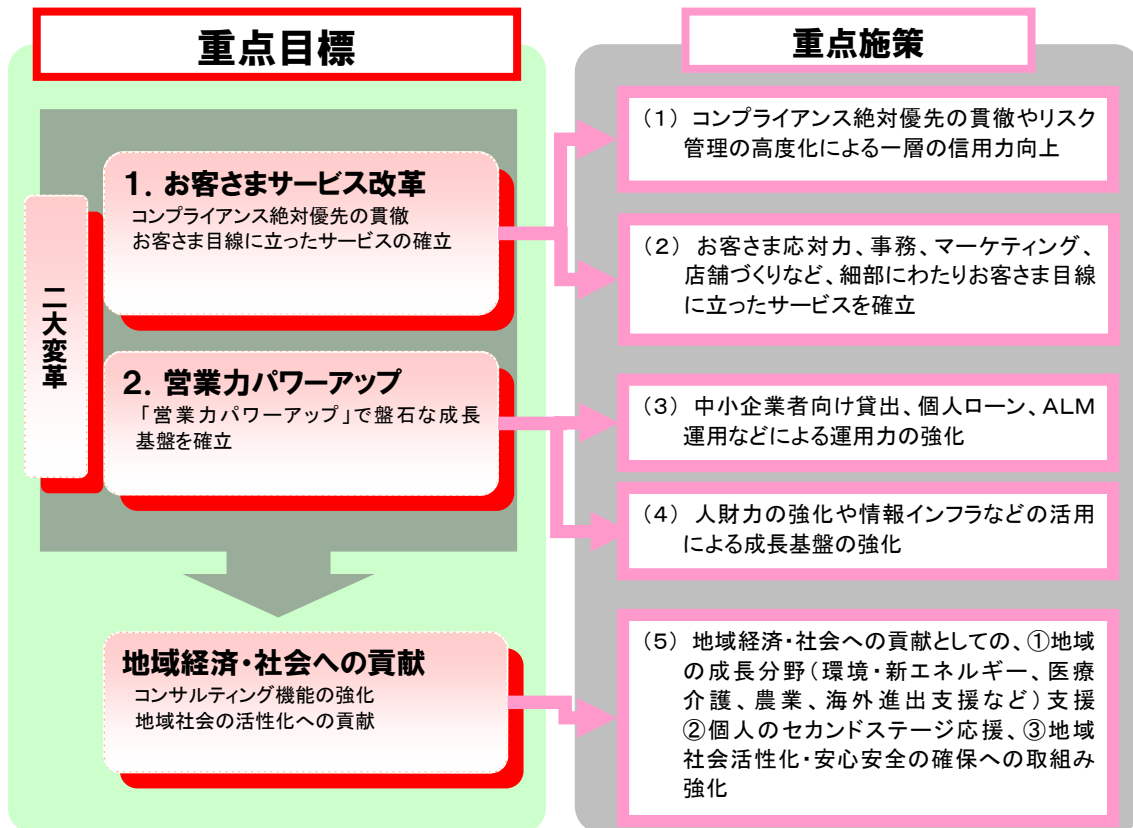 重点目標
二大変革
1．お客さまサービス改革
コンプライアンス絶対優先の貫徹
お客さま目線に立ったサービスの確立
2．営業力パワーアップ
「営業力パワーアップ」で盤石な成長
基盤を確立
地域経済・社会への貢献
コンサルティング機能の強化
地域社会の活性化への貢献
重点施策
（1） コンプライアンス絶対優先の貫徹やリスク
管理の高度化による一層の信用力向上
（2） お客さま応対力、事務、マーケティング、
店舗づくりなど、細部にわたりお客さま目線
に立ったサービスを確立
（3） 中小企業者向け貸出、個人ローン、ALM
運用などによる運用力の強化
（4） 人財力の強化や情報インフラなどの活用
による成長基盤の強化
（5） 地域経済・社会への貢献としての、①地域
の成長分野（環境・新エネルギー、医療
介護、農業、海外進出支援など）支援
②個人のセカンドステージ応援、③地域
社会活性化・安心安全の確保への取組み
強化